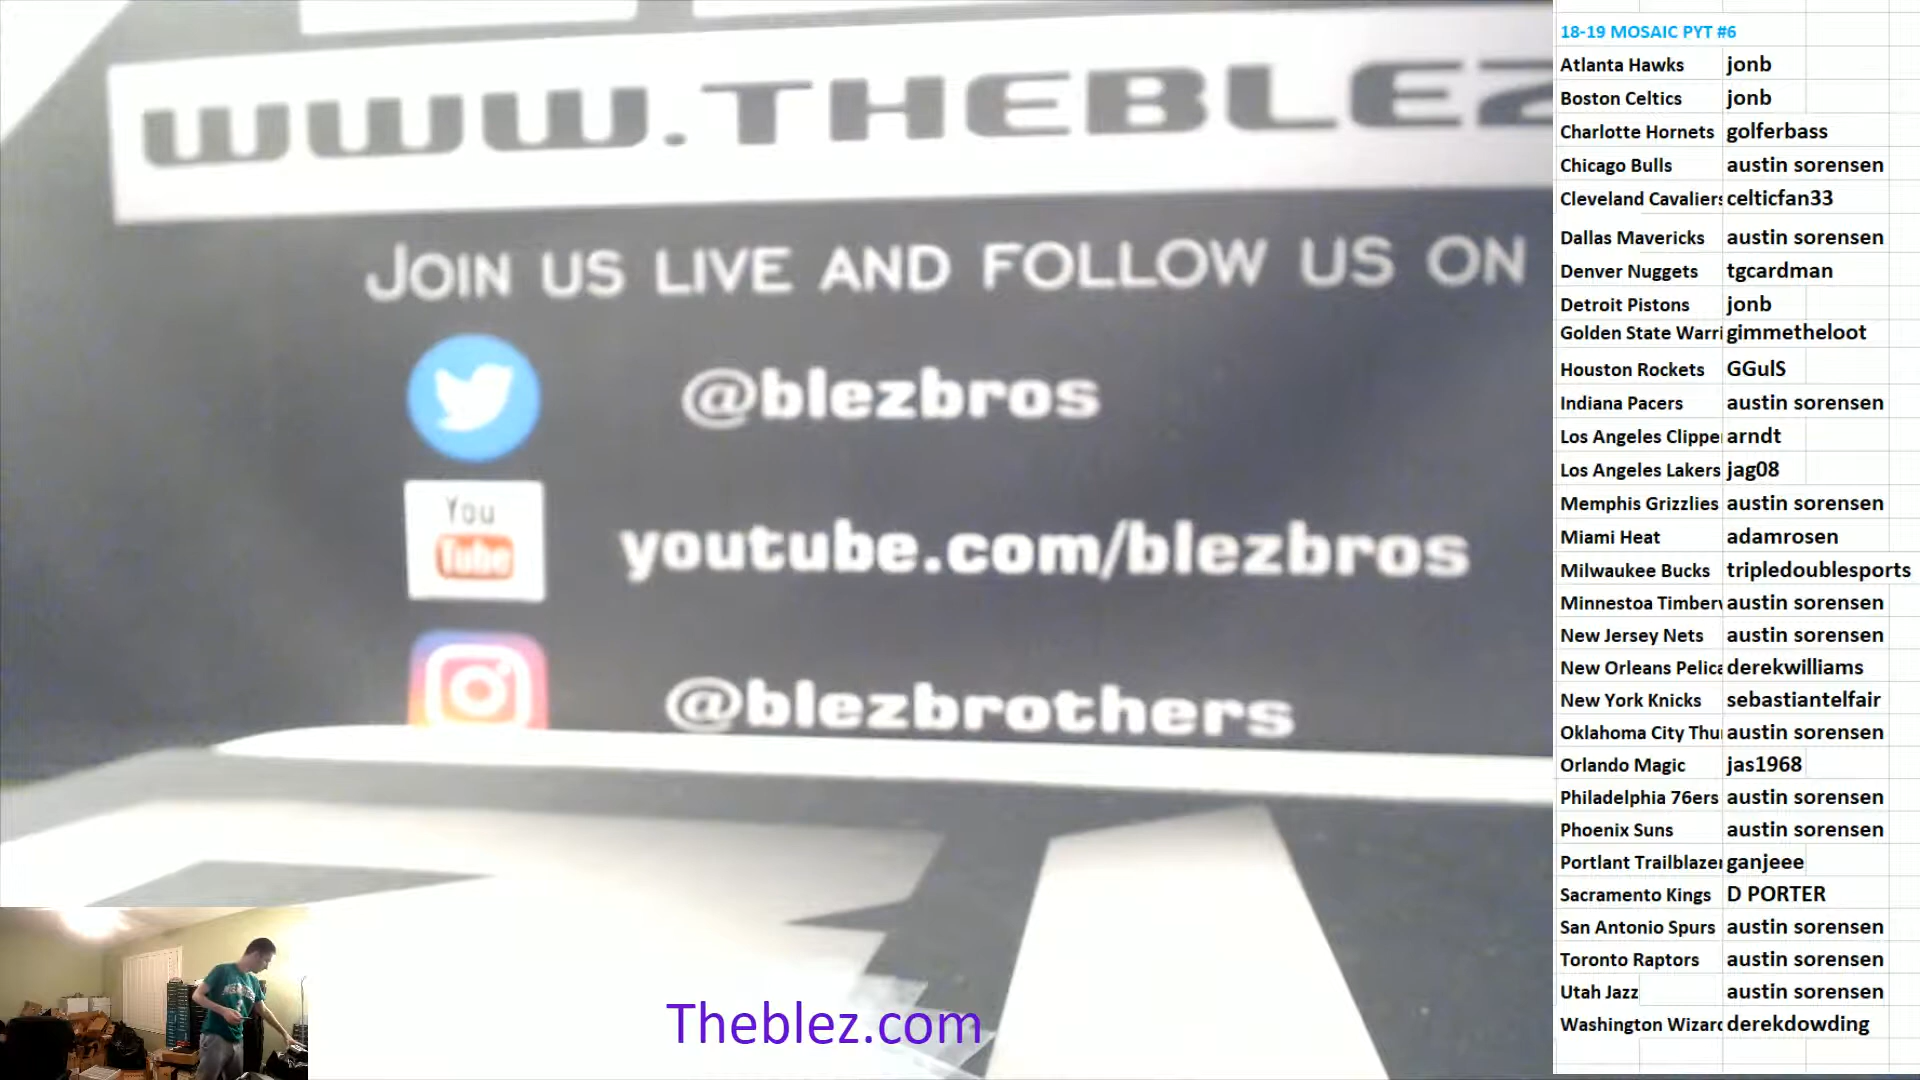 WWW.THEBLEZ
JOIN US LIVE AND FOLLOW US ON
@blezbros
You
Tube
youtube.com/blezbros
@blezbrothers
Theblez.com
18-19 MOSAIC PYT #6
Atlanta Hawks jonb
Boston Celtics jonb
Charlotte Hornets golferbass
Chicago Bulls austin sorensen
Cleveland Cavaliers celticfan33
Dallas Mavericks austin sorensen
Denver Nuggets tgcardman
Detroit Pistons jonb
Golden State Warri gimmetheloot
Houston Rockets GGulS
Indiana Pacers austin sorensen
Los Angeles Clippe arndt
Los Angeles Lakers jag08
Memphis Grizzlies austin sorensen
Miami Heat adamrosen
Milwaukee Bucks tripledoublesports
Minnestoa Timberv austin sorensen
New Jersey Nets austin sorensen
New Orleans Pelica derekwilliams
New York Knicks sebastiantelfair
Oklahoma City Thu austin sorensen
Orlando Magic jas1968
Philadelphia 76ers austin sorensen
Phoenix Suns austin sorensen
Portlant Trailblazer ganjeee
Sacramento Kings D PORTER
San Antonio Spurs austin sorensen
Toronto Raptors austin sorensen
Utah Jazz austin sorensen
Washington Wizard derekdowding